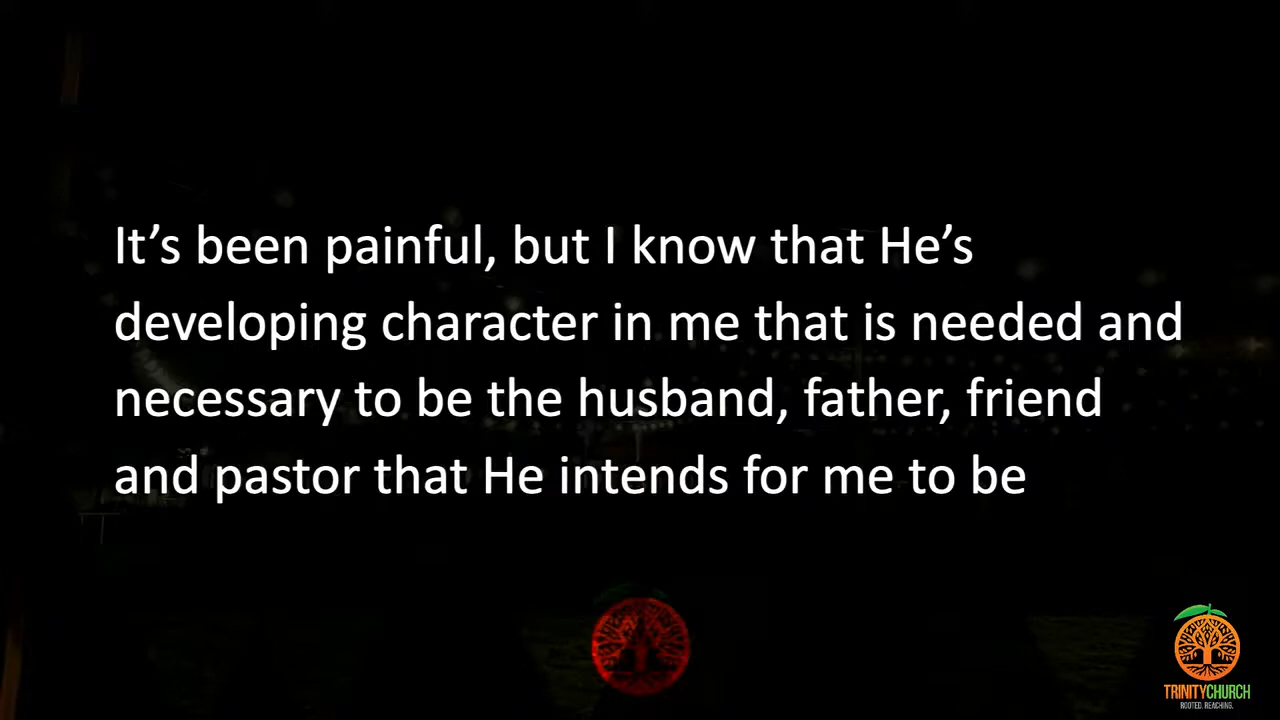 It’s been painful, but I know that He’s
developing character in me that is needed and
necessary to be the husband, father, friend
and pastor that He intends for me to be
TRINITYCHURCH
ROOTED. REACHING.